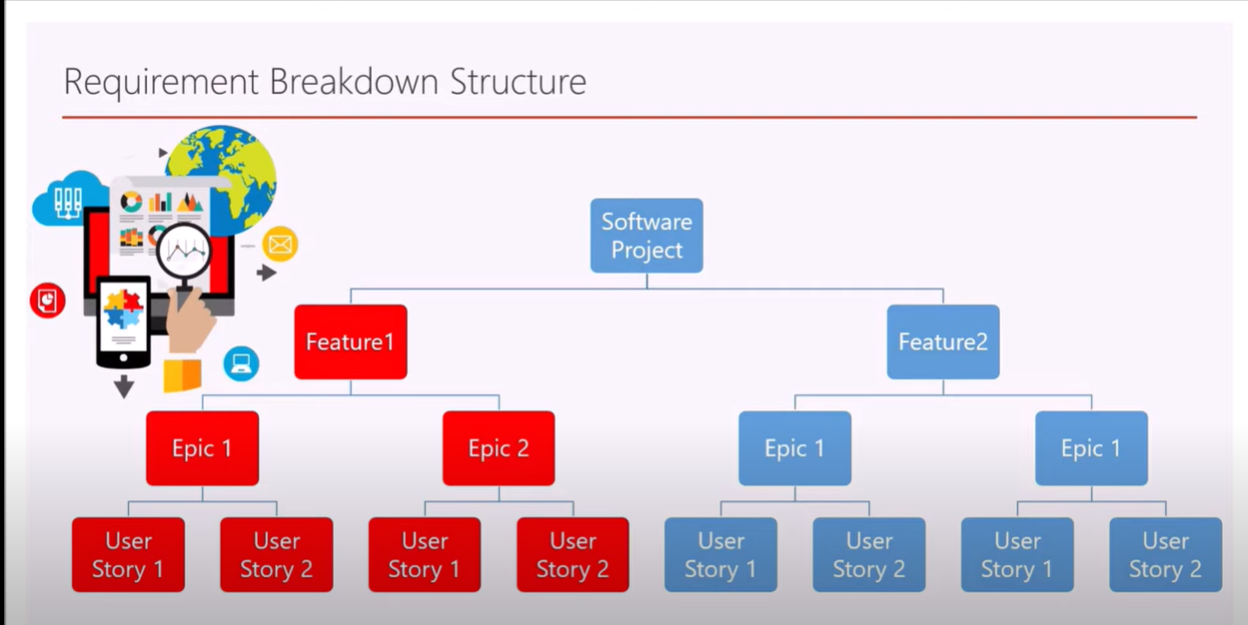 Requirement Breakdown Structure
Software
Project
Feature1
Feature2
Epic 1
Epic 2
Epic 1
Epic 1
User
Story 1
User
Story 2
User
Story 1
User
Story 2
User
Story 1
User
Story 2
User
Story 1
User
Story 2